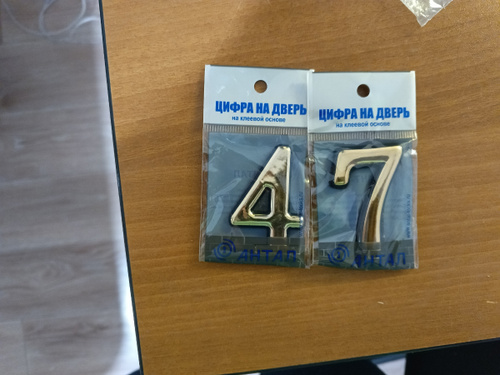 ЦИФРА НА ДВЕРЬ
на клеевой основе
4
АНТАЛ
ЦИФРА НА ДВЕРЬ
на клеевой основе
7
АНТАЛ